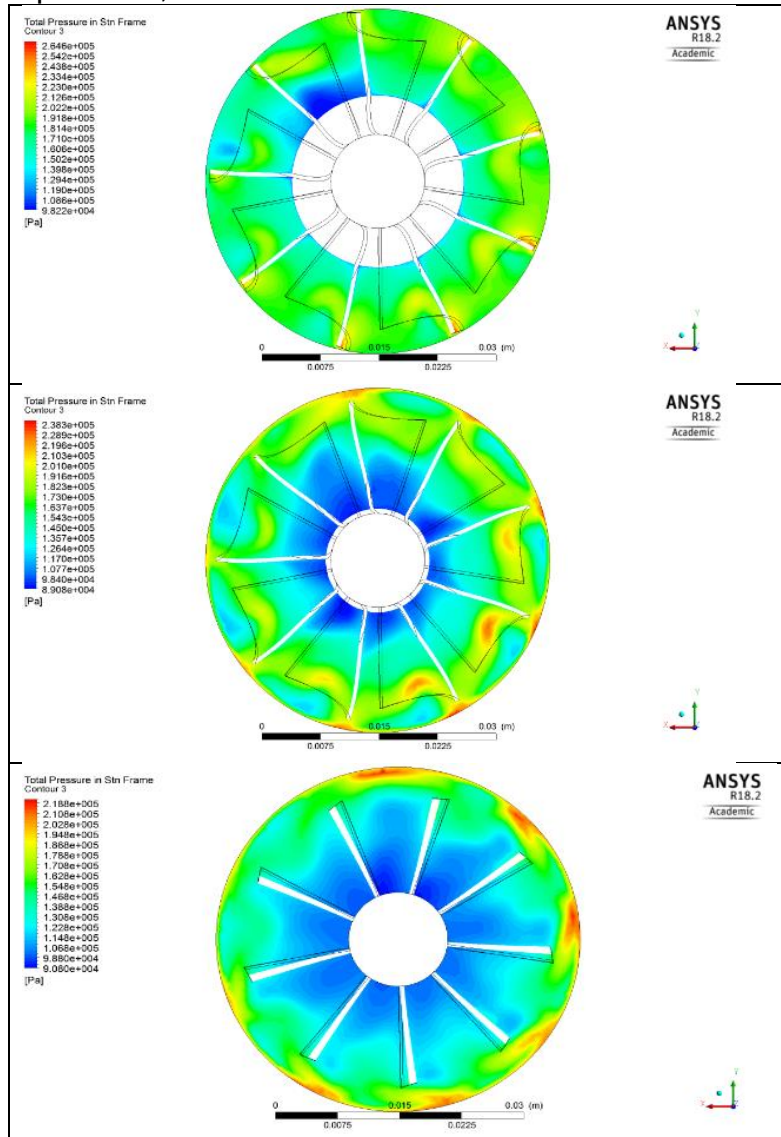 Total Pressure in Stn Frame
Contour 3
2.646e+005
2.542e+005
2.438e+005
2.334e+005
2.230e+005
2.126e+005
2.022e+005
1.918e+005
1.814e+005
1.710e+005
1.606e+005
1.502e+005
1.398e+005
1.294e+005
1.190e+005
1.086e+005
9.822e+004
[Pa]
ANSYS
R18.2
Academic
0 0.015 0.03 (m)
0.0075 0.0225
Y
X
Total Pressure in Stn Frame
Contour 3
2.383e+005
2.289e+005
2.196e+005
2.103e+005
2.010e+005
1.916e+005
1.823e+005
1.730e+005
1.637e+005
1.543e+005
1.450e+005
1.357e+005
1.264e+005
1.170e+005
1.077e+005
9.840e+004
8.908e+004
[Pa]
ANSYS
R18.2
Academic
0 0.015 0.03 (m)
0.0075 0.0225
Y
X
Total Pressure in Stn Frame
Contour 3
2.188e+005
2.108e+005
2.028e+005
1.948e+005
1.868e+005
1.788e+005
1.708e+005
1.628e+005
1.548e+005
1.468e+005
1.388e+005
1.308e+005
1.228e+005
1.148e+005
1.068e+005
9.880e+004
9.080e+004
[Pa]
ANSYS
R18.2
Academic
0 0.015 0.03 (m)
0.0075 0.0225
Y
X